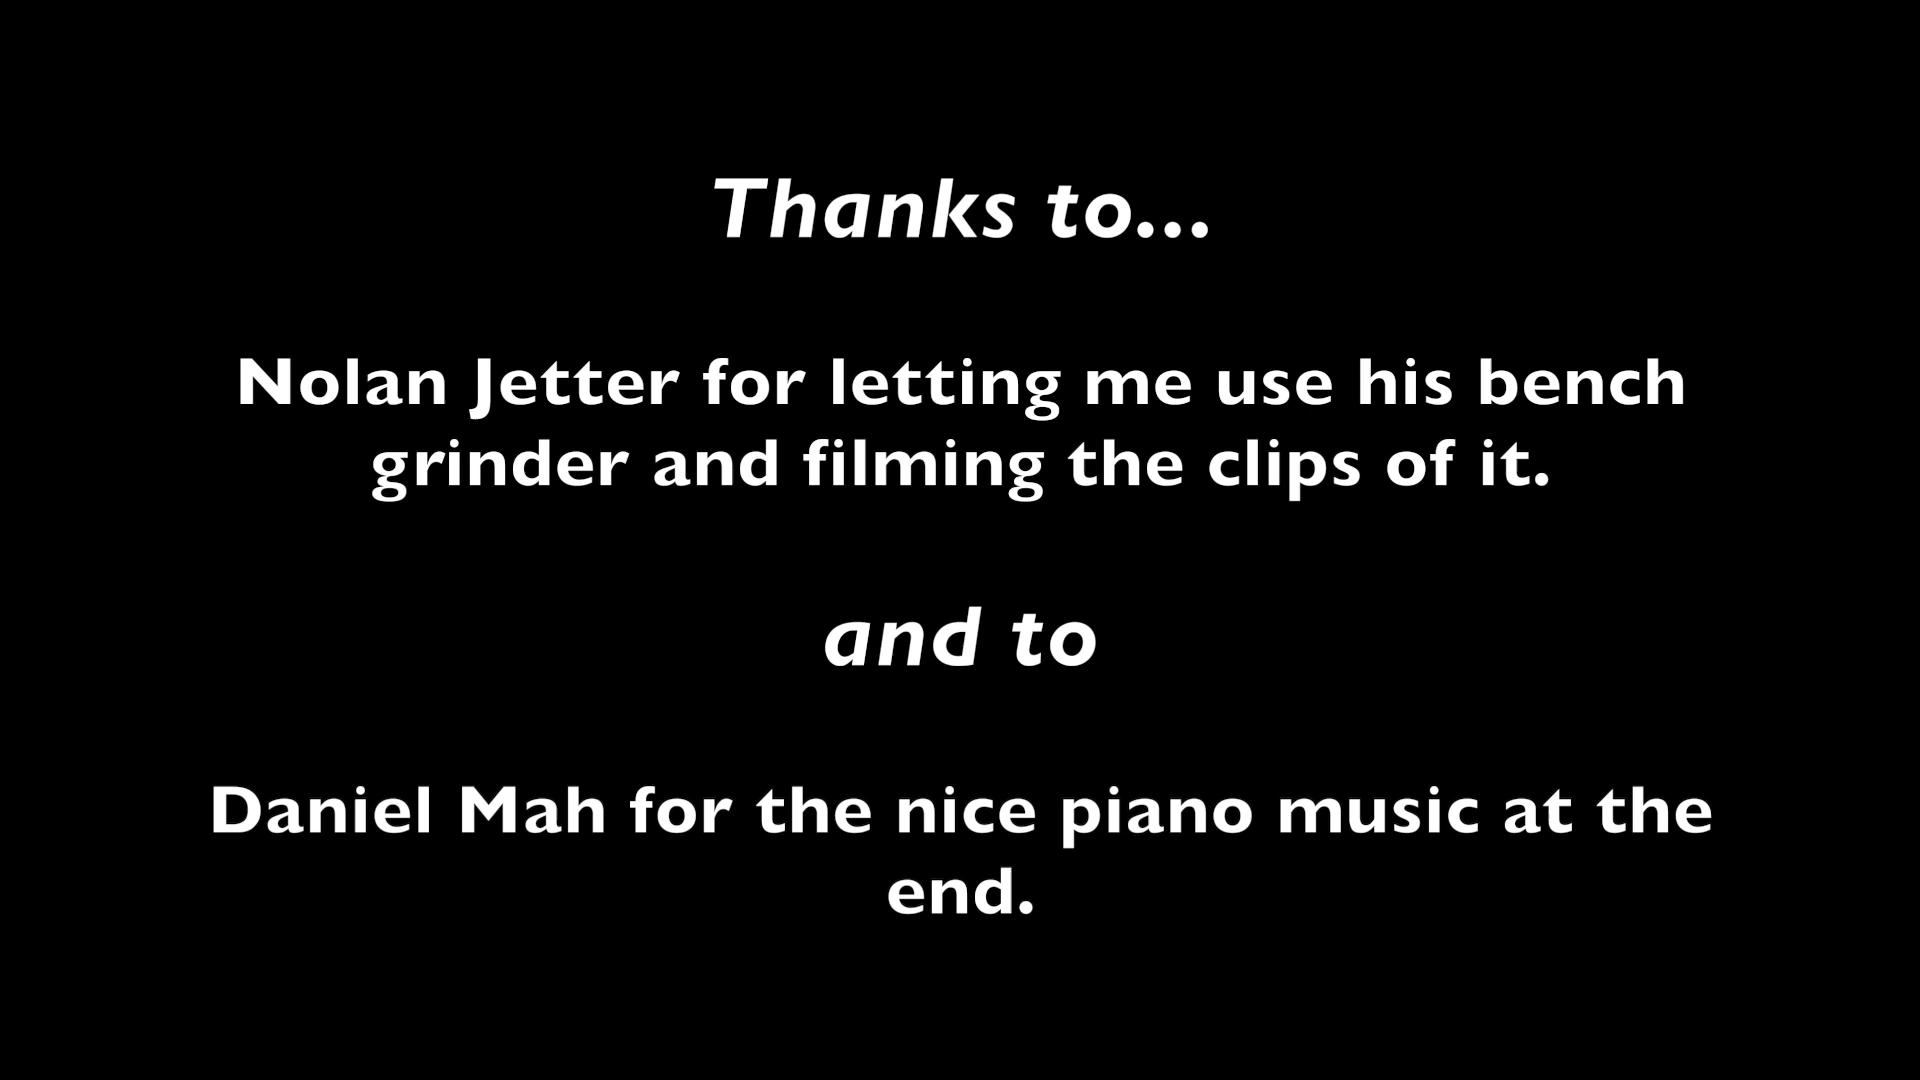 Thanks to...
Nolan Jetter for letting me use his bench
grinder and filming the clips of it.
and to
Daniel Mah for the nice piano music at the
end.